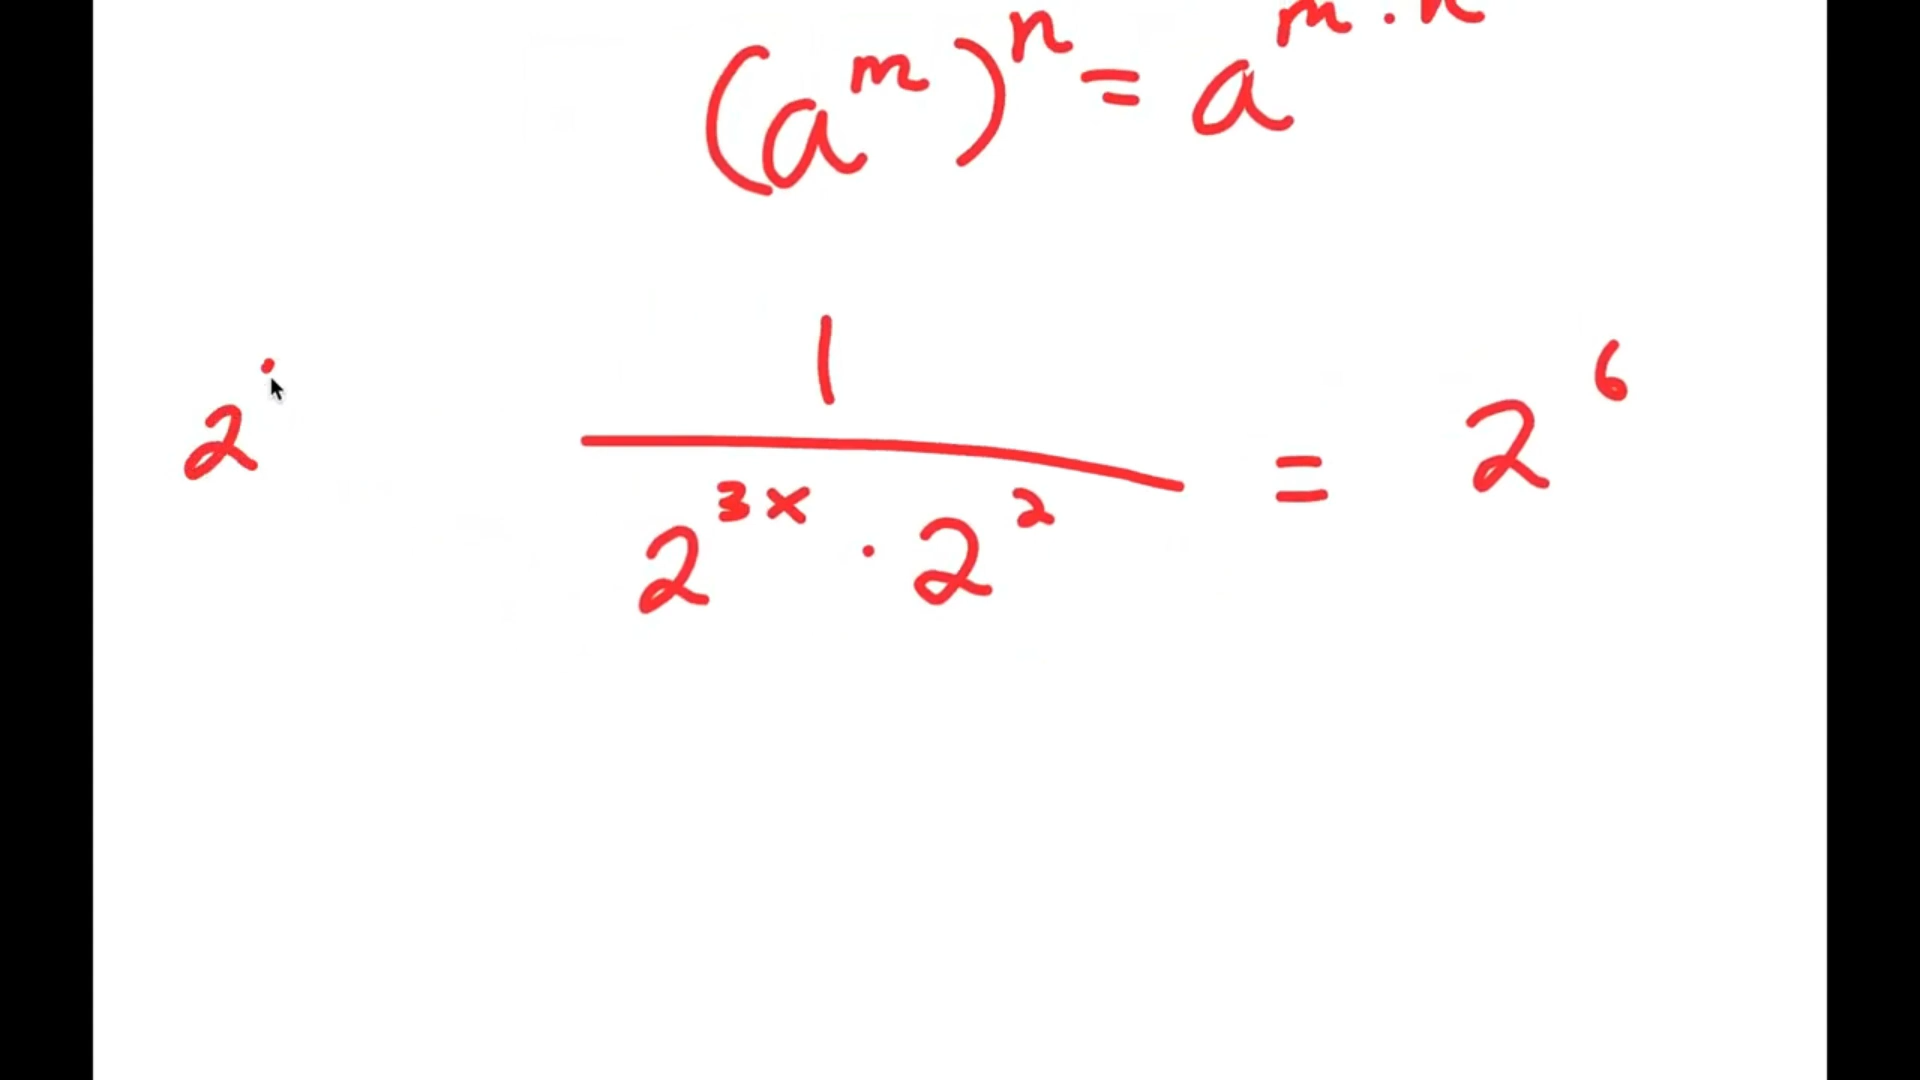 (a^m)^n = a^{m · n}
2^·
1 / (2^{3x} · 2^2) = 2^6